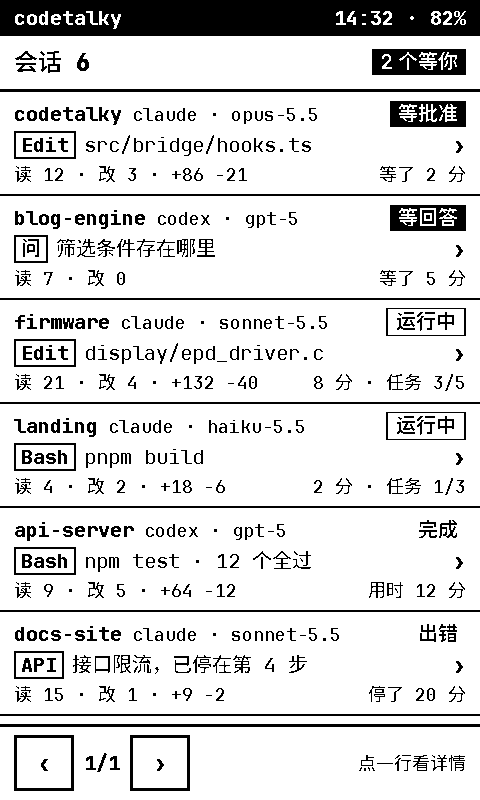 codetalky 14:32 · 82%
会话 6 2 个等你
codetalky claude · opus-5.5 等批准
Edit src/bridge/hooks.ts ›
读 12 · 改 3 · +86 -21 等了 2 分
blog-engine codex · gpt-5 等回答
问 筛选条件存在哪里 ›
读 7 · 改 0 等了 5 分
firmware claude · sonnet-5.5 运行中
Edit display/epd_driver.c ›
读 21 · 改 4 · +132 -40 8 分 · 任务 3/5
landing claude · haiku-5.5 运行中
Bash pnpm build ›
读 4 · 改 2 · +18 -6 2 分 · 任务 1/3
api-server codex · gpt-5 完成
Bash npm test · 12 个全过 ›
读 9 · 改 5 · +64 -12 用时 12 分
docs-site claude · sonnet-5.5 出错
API 接口限流，已停在第 4 步 ›
读 15 · 改 1 · +9 -2 停了 20 分
‹ 1/1 › 点一行看详情